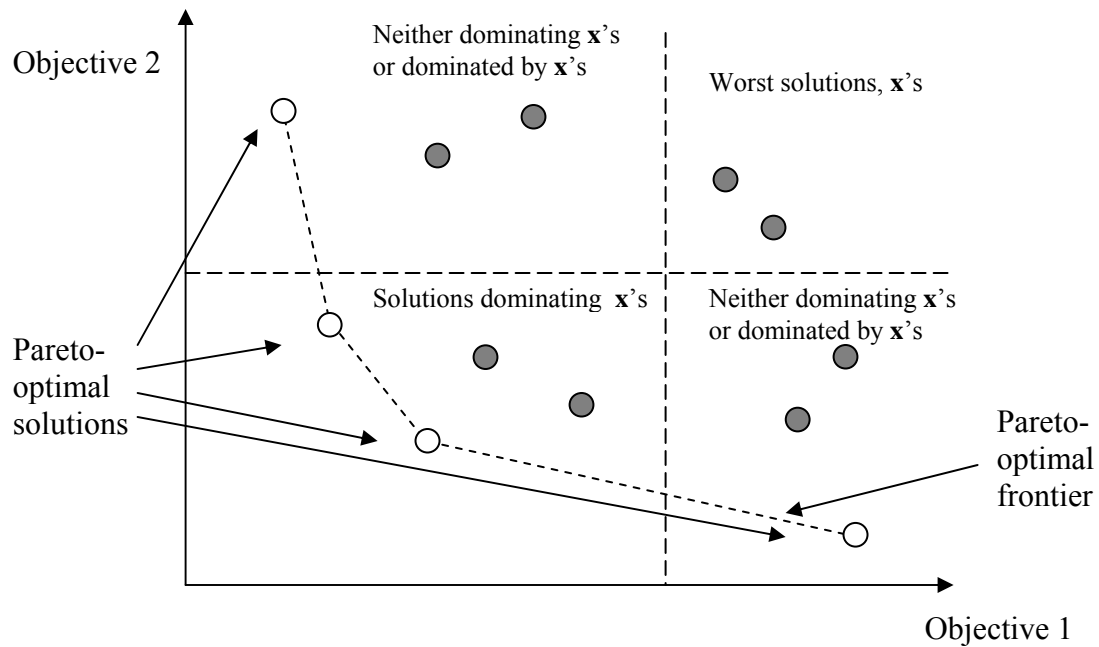 Objective 2
Neither dominating x's
or dominated by x's
Worst solutions, x's
Solutions dominating x's
Neither dominating x's
or dominated by x's
Pareto-
optimal
solutions
Pareto-
optimal
frontier
Objective 1